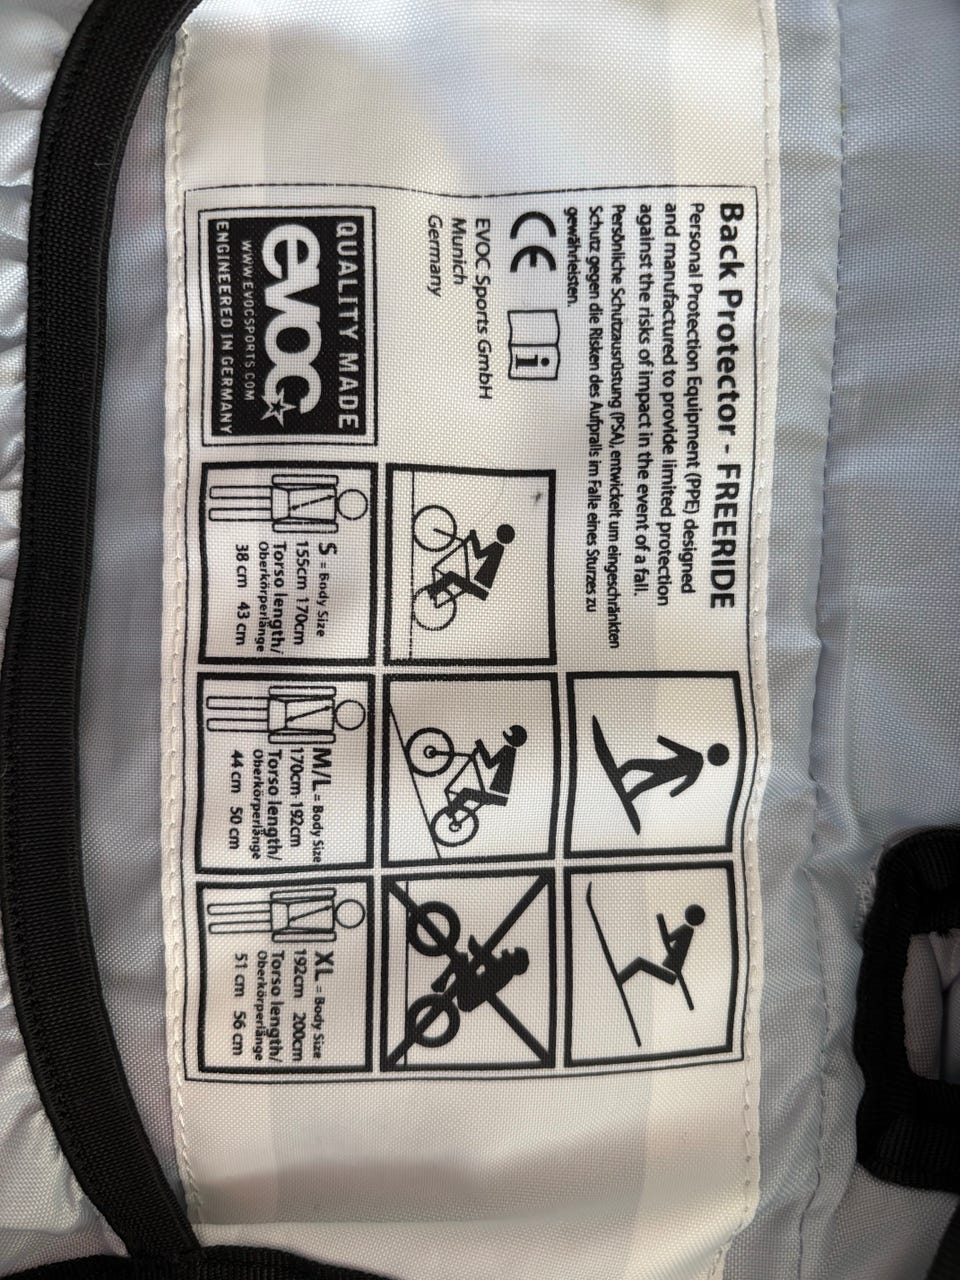 Back Protector - FREERIDE
Personal Protection Equipment (PPE) designed
and manufactured to provide limited protection
against the risks of impact in the event of a fall.
Persönliche Schutzausrüstung (PSA), entwickelt um eingeschränkten
Schutz gegen die Risiken des Aufpralls im Falle eines Sturzes zu
gewährleisten.
CE i
EVOC Sports GmbH
Munich
Germany
QUALITY MADE
evoc
WWW.EVOCSPORTS.COM
ENGINEERED IN GERMANY
S = Body Size
155cm 170cm
Torso length/
Oberkörperlänge
38 cm 43 cm
M/L = Body Size
170cm- 192cm
Torso length/
Oberkörperlänge
44 cm 50 cm
XL = Body Size
192cm 200cm
Torso length/
Oberkörperlänge
51 cm 56 cm